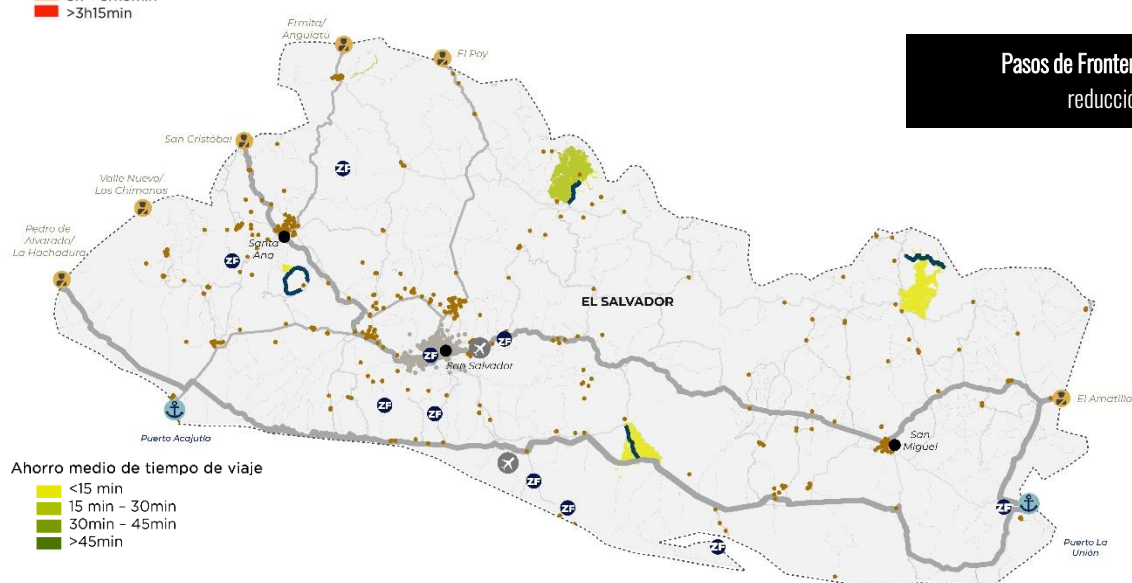 >3h15min
Ermita/
Anguiatú
El Poy
Pasos de Fronter
reducció
San Cristóbal
ZF
Valle Nuevo/
Las Chimanas
Pedro de
Alvarado/
La Hachadura
Santa
Ana
ZF
EL SALVADOR
ZF
ZF
San Salvador
ZF
ZF
El Amatillo
Puerto Acajutla
San
Miguel
Ahorro medio de tiempo de viaje
<15 min
15 min – 30min
30min – 45min
>45min
ZF
ZF
ZF
ZF
Puerto La
Unión